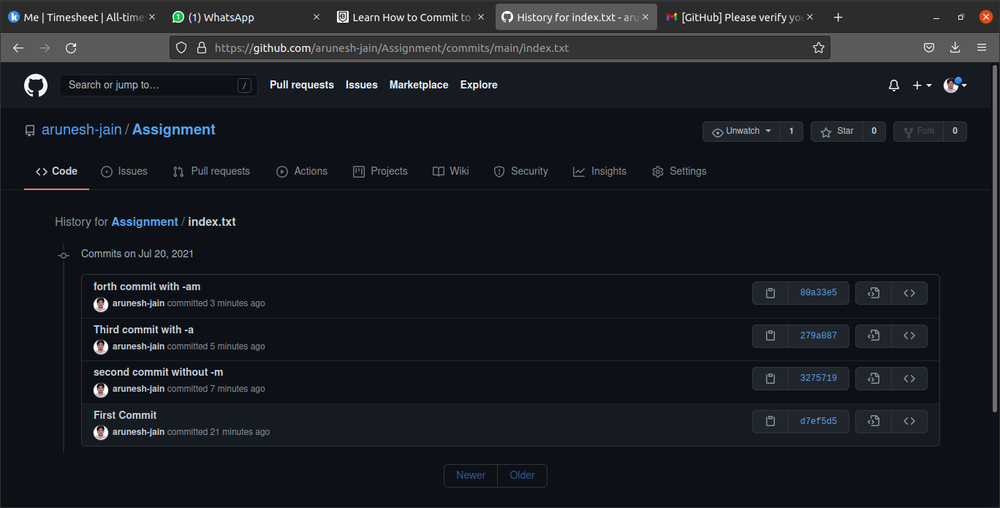 Me | Timesheet | All-time
(1) WhatsApp
Learn How to Commit to
History for index.txt - aru
[GitHub] Please verify yo
https://github.com/arunesh-jain/Assignment/commits/main/index.txt
Search or jump to… /
Pull requests Issues Marketplace Explore
arunesh-jain / Assignment
Unwatch 1 Star 0 Fork 0
Code Issues Pull requests Actions Projects Wiki Security Insights Settings
History for Assignment / index.txt
Commits on Jul 20, 2021
forth commit with -am
arunesh-jain committed 3 minutes ago
80a33e5
Third commit with -a
arunesh-jain committed 5 minutes ago
279a087
second commit without -m
arunesh-jain committed 7 minutes ago
3275719
First Commit
arunesh-jain committed 21 minutes ago
d7ef5d5
Newer Older